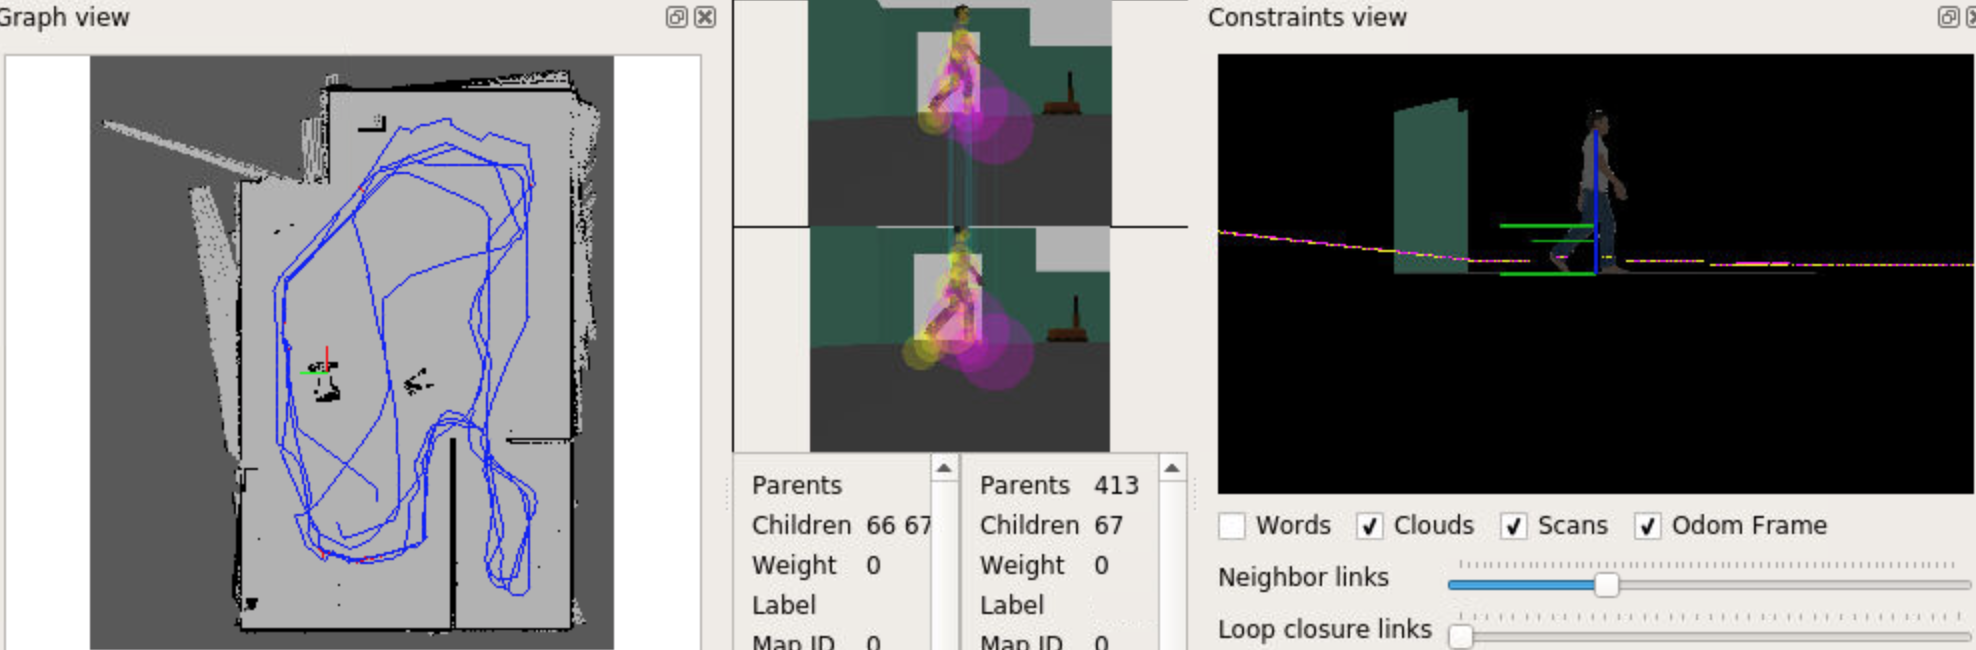 Graph view
Constraints view
Parents
Children 66 67
Weight 0
Label
Map ID 0
Parents 413
Children 67
Weight 0
Label
Map ID 0
Words Clouds Scans Odom Frame
Neighbor links
Loop closure links